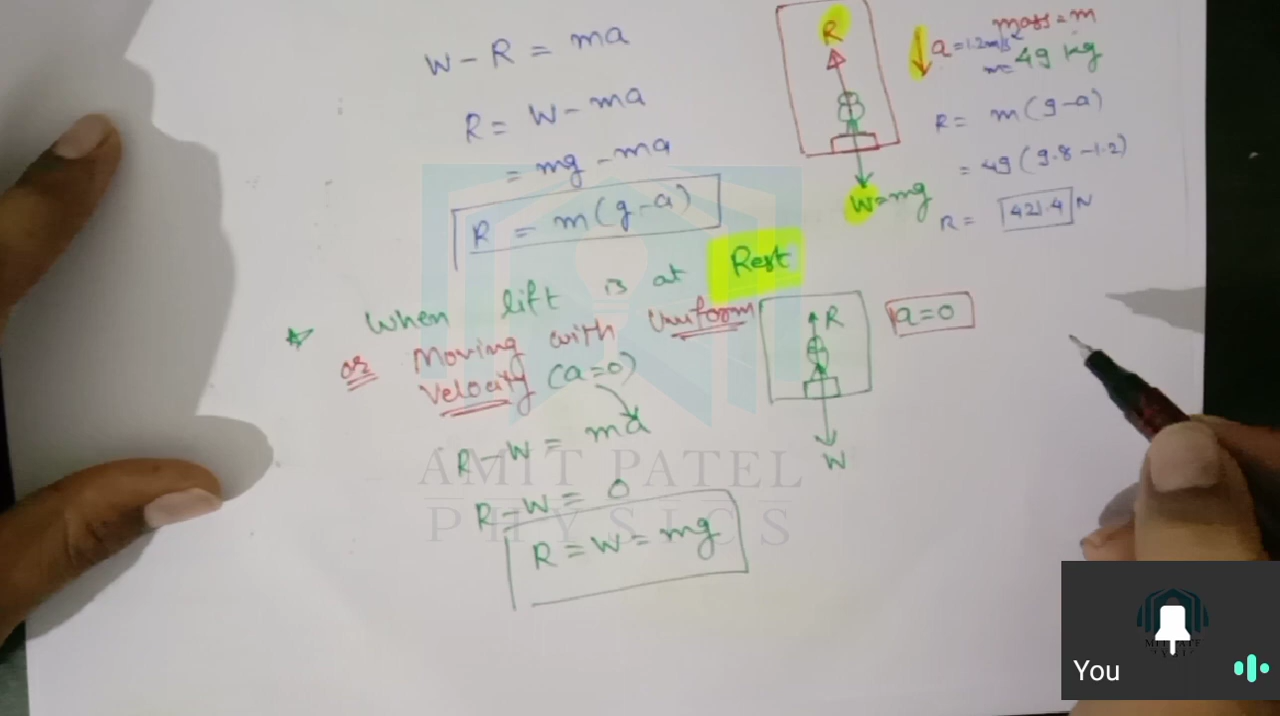 W - R = ma
R = W - ma
= mg - ma
R = m(g-a)
R
W=mg
mass = m
a = 1.2 m/s²
m = 49 kg
R = m(g-a)
= 49(9.8-1.2)
R = 421.4 N
When lift is at Rest
or Moving with Uniform
Velocity (a=0)
R
a=0
W
R-W = ma
R-W = 0
R = W = mg
AMIT PATEL
PHYSICS
You